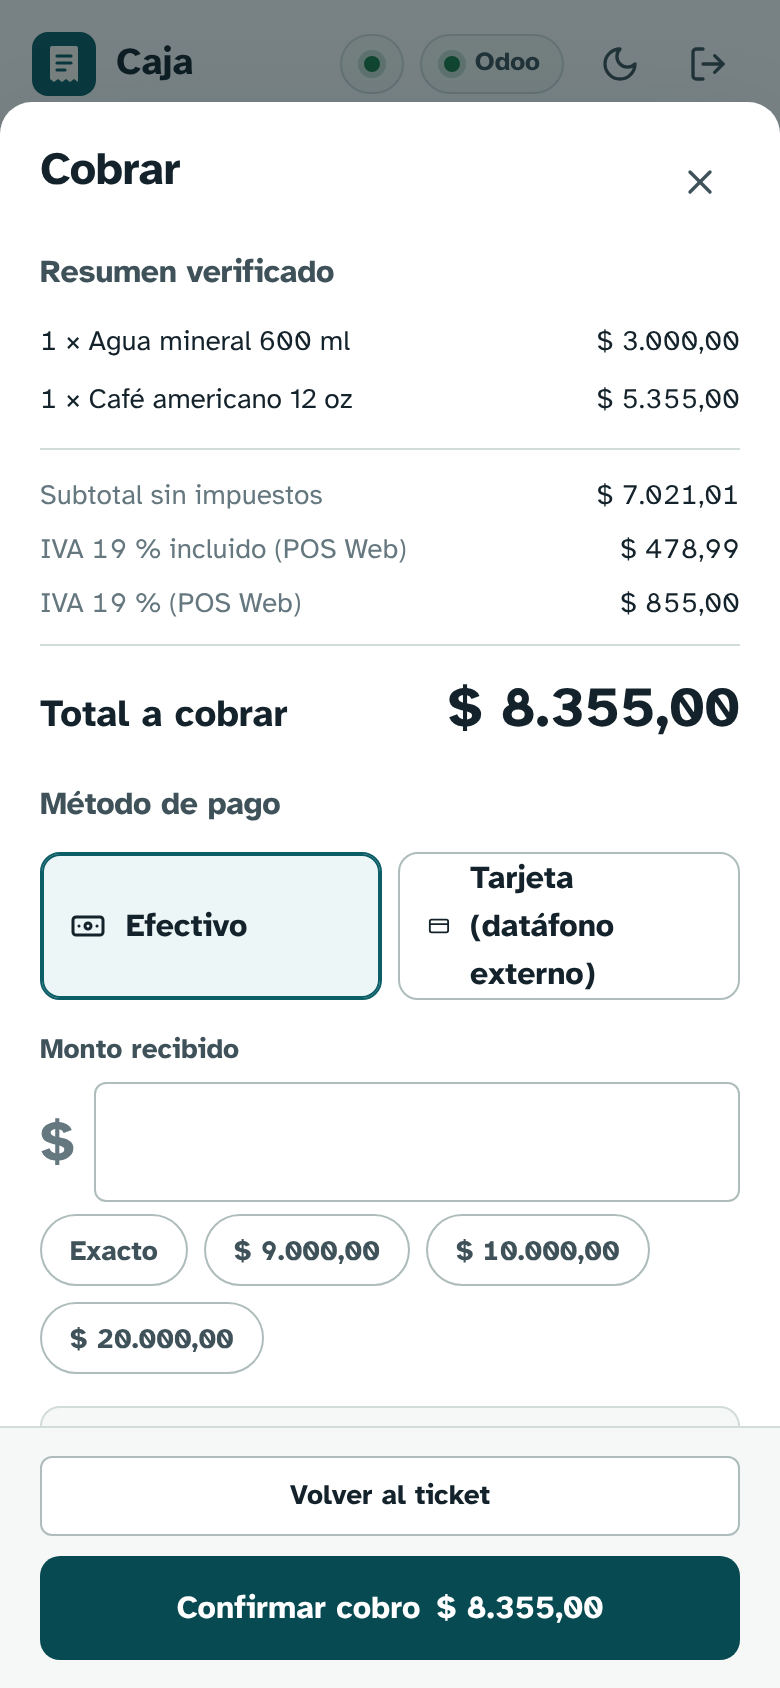 Caja
Odoo
Cobrar
Resumen verificado
1 × Agua mineral 600 ml $ 3.000,00
1 × Café americano 12 oz $ 5.355,00
Subtotal sin impuestos $ 7.021,01
IVA 19 % incluido (POS Web) $ 478,99
IVA 19 % (POS Web) $ 855,00
Total a cobrar $ 8.355,00
Método de pago
Efectivo
Tarjeta
(datáfono
externo)
Monto recibido
$
Exacto $ 9.000,00 $ 10.000,00
$ 20.000,00
Volver al ticket
Confirmar cobro $ 8.355,00